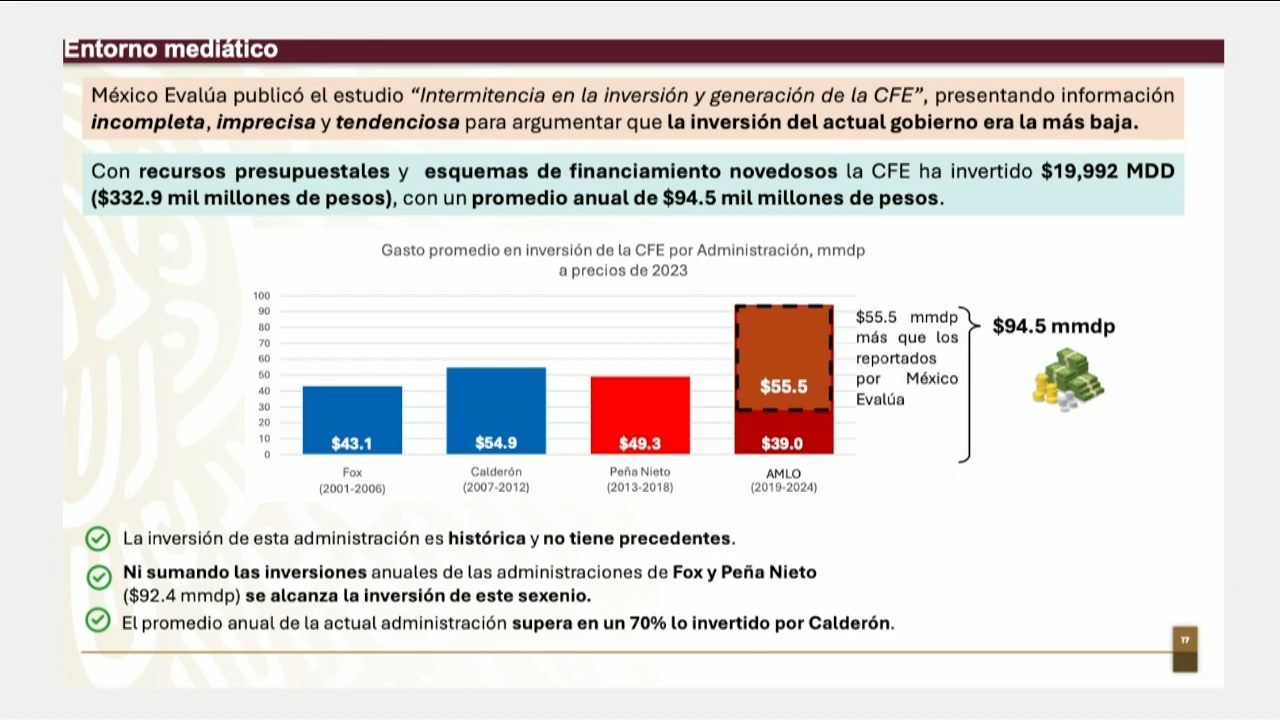 Entorno mediático
México Evalúa publicó el estudio “Intermitencia en la inversión y generación de la CFE”, presentando información
incompleta, imprecisa y tendenciosa para argumentar que la inversión del actual gobierno era la más baja.
Con recursos presupuestales y esquemas de financiamiento novedosos la CFE ha invertido $19,992 MDD
($332.9 mil millones de pesos), con un promedio anual de $94.5 mil millones de pesos.
Gasto promedio en inversión de la CFE por Administración, mmdp
a precios de 2023
100
90
80
70
60
50
40
30
20
10
0
$43.1
$54.9
$49.3
$55.5
$39.0
Fox
(2001-2006)
Calderón
(2007-2012)
Peña Nieto
(2013-2018)
AMLO
(2019-2024)
$55.5 mmdp
más que los
reportados
por México
Evalúa
$94.5 mmdp
La inversión de esta administración es histórica y no tiene precedentes.
Ni sumando las inversiones anuales de las administraciones de Fox y Peña Nieto
($92.4 mmdp) se alcanza la inversión de este sexenio.
El promedio anual de la actual administración supera en un 70% lo invertido por Calderón.
17